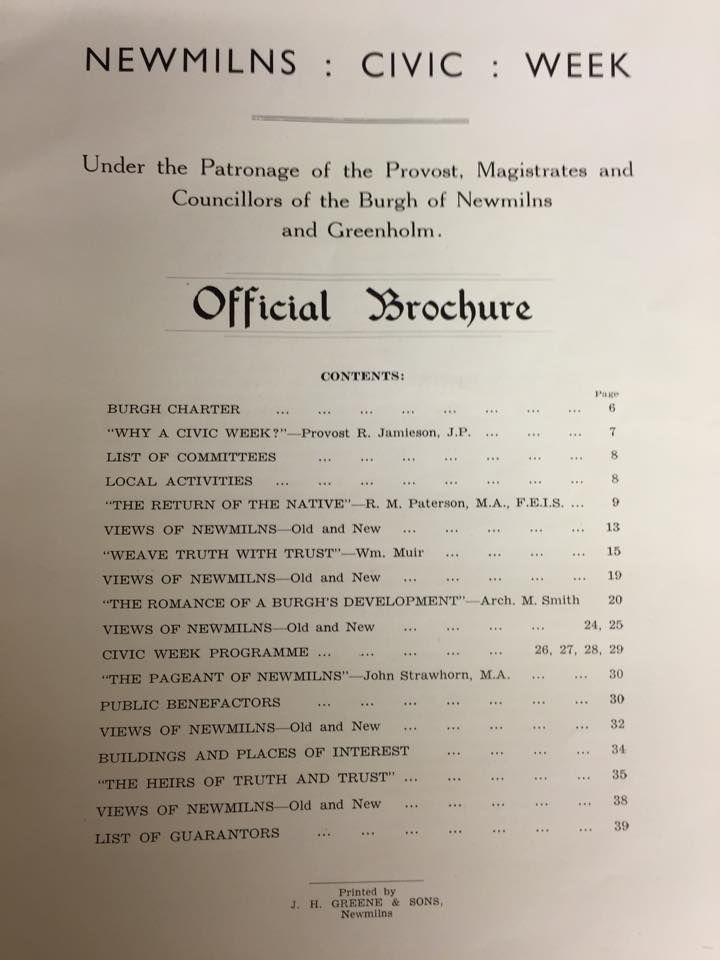 NEWMILNS : CIVIC : WEEK
Under the Patronage of the Provost, Magistrates and
Councillors of the Burgh of Newmilns
and Greenholm.
Official Brochure
CONTENTS:
Page
BURGH CHARTER ... ... ... ... ... ... ... ... 6
"WHY A CIVIC WEEK?"—Provost R. Jamieson, J.P. ... ... ... 7
LIST OF COMMITTEES ... ... ... ... ... ... ... 8
LOCAL ACTIVITIES ... ... ... ... ... ... ... ... 8
"THE RETURN OF THE NATIVE"—R. M. Paterson, M.A., F.E.I.S. ... 9
VIEWS OF NEWMILNS—Old and New ... ... ... ... ... 13
"WEAVE TRUTH WITH TRUST"—Wm. Muir ... ... ... ... 15
VIEWS OF NEWMILNS—Old and New ... ... ... ... ... 19
"THE ROMANCE OF A BURGH'S DEVELOPMENT"—Arch. M. Smith 20
VIEWS OF NEWMILNS—Old and New ... ... ... ... 24, 25
CIVIC WEEK PROGRAMME ... ... ... ... ... 26, 27, 28, 29
"THE PAGEANT OF NEWMILNS"—John Strawhorn, M.A. ... ... 30
PUBLIC BENEFACTORS ... ... ... ... ... ... ... 30
VIEWS OF NEWMILNS—Old and New ... ... ... ... ... 32
BUILDINGS AND PLACES OF INTEREST ... ... ... ... 34
"THE HEIRS OF TRUTH AND TRUST" ... ... ... ... ... 35
VIEWS OF NEWMILNS—Old and New ... ... ... ... ... 38
LIST OF GUARANTORS ... ... ... ... ... ... ... 39
Printed by
J. H. GREENE & SONS,
Newmilns